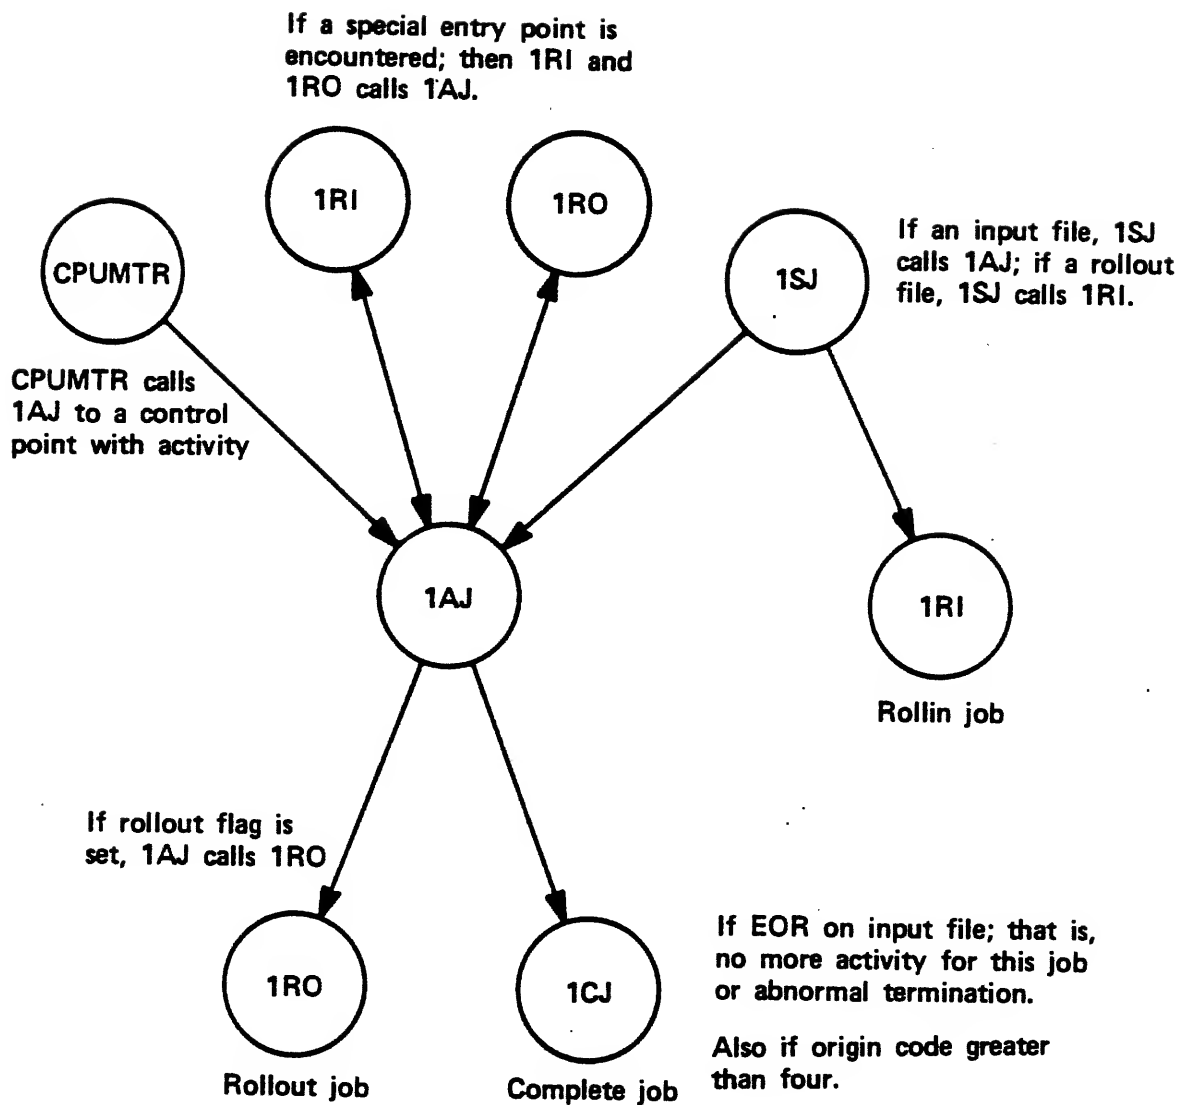 If a special entry point is
encountered; then 1RI and
1RO calls 1AJ.
1RI
1RO
CPUMTR
1SJ
If an input file, 1SJ
calls 1AJ; if a rollout
file, 1SJ calls 1RI.
CPUMTR calls
1AJ to a control
point with activity
1AJ
1RI
Rollin job
If rollout flag is
set, 1AJ calls 1RO
1RO
Rollout job
1CJ
Complete job
If EOR on input file; that is,
no more activity for this job
or abnormal termination.
Also if origin code greater
than four.